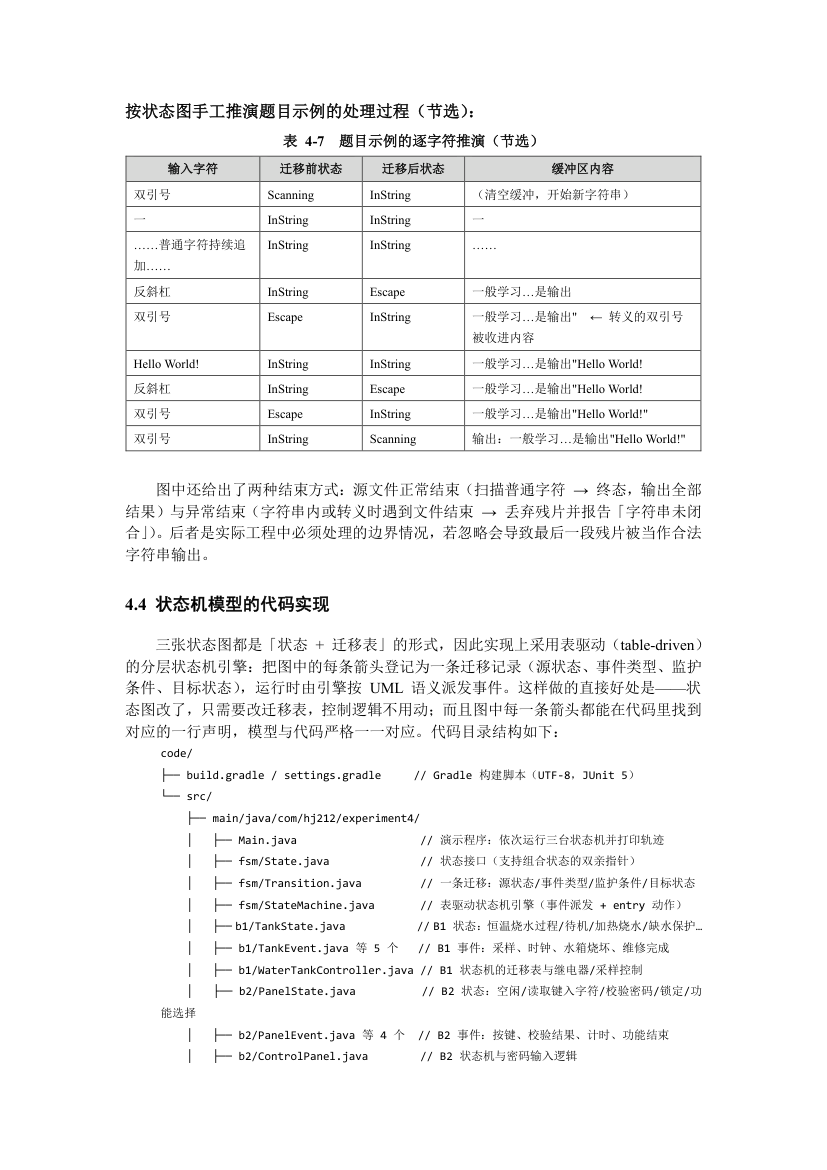 按状态图手工推演题目示例的处理过程（节选）：
表 4-7　题目示例的逐字符推演（节选）
输入字符 迁移前状态 迁移后状态 缓冲区内容
双引号 Scanning InString （清空缓冲，开始新字符串）
一 InString InString 一
……普通字符持续追 InString InString ……
加……
反斜杠 InString Escape 一般学习…是输出
双引号 Escape InString 一般学习…是输出" ← 转义的双引号
被收进内容
Hello World! InString InString 一般学习…是输出"Hello World!
反斜杠 InString Escape 一般学习…是输出"Hello World!
双引号 Escape InString 一般学习…是输出"Hello World!"
双引号 InString Scanning 输出：一般学习…是输出"Hello World!"
图中还给出了两种结束方式：源文件正常结束（扫描普通字符 → 终态，输出全部
结果）与异常结束（字符串内或转义时遇到文件结束 → 丢弃残片并报告「字符串未闭
合」）。后者是实际工程中必须处理的边界情况，若忽略会导致最后一段残片被当作合法
字符串输出。
4.4 状态机模型的代码实现
三张状态图都是「状态 + 迁移表」的形式，因此实现上采用表驱动（table-driven）
的分层状态机引擎：把图中的每条箭头登记为一条迁移记录（源状态、事件类型、监护
条件、目标状态），运行时由引擎按 UML 语义派发事件。这样做的直接好处是——状
态图改了，只需要改迁移表，控制逻辑不用动；而且图中每一条箭头都能在代码里找到
对应的一行声明，模型与代码严格一一对应。代码目录结构如下：
code/
├── build.gradle / settings.gradle // Gradle 构建脚本（UTF-8，JUnit 5）
└── src/
├── main/java/com/hj212/experiment4/
│ ├── Main.java // 演示程序：依次运行三台状态机并打印轨迹
│ ├── fsm/State.java // 状态接口（支持组合状态的双亲指针）
│ ├── fsm/Transition.java // 一条迁移：源状态/事件类型/监护条件/目标状态
│ ├── fsm/StateMachine.java // 表驱动状态机引擎（事件派发 + entry 动作）
│ ├── b1/TankState.java // B1 状态：恒温烧水过程/待机/加热烧水/缺水保护…
│ ├── b1/TankEvent.java 等 5 个 // B1 事件：采样、时钟、水箱烧坏、维修完成
│ ├── b1/WaterTankController.java // B1 状态机的迁移表与继电器/采样控制
│ ├── b2/PanelState.java // B2 状态：空闲/读取键入字符/校验密码/锁定/功
能选择
│ ├── b2/PanelEvent.java 等 4 个 // B2 事件：按键、校验结果、计时、功能结束
│ ├── b2/ControlPanel.java // B2 状态机与密码输入逻辑